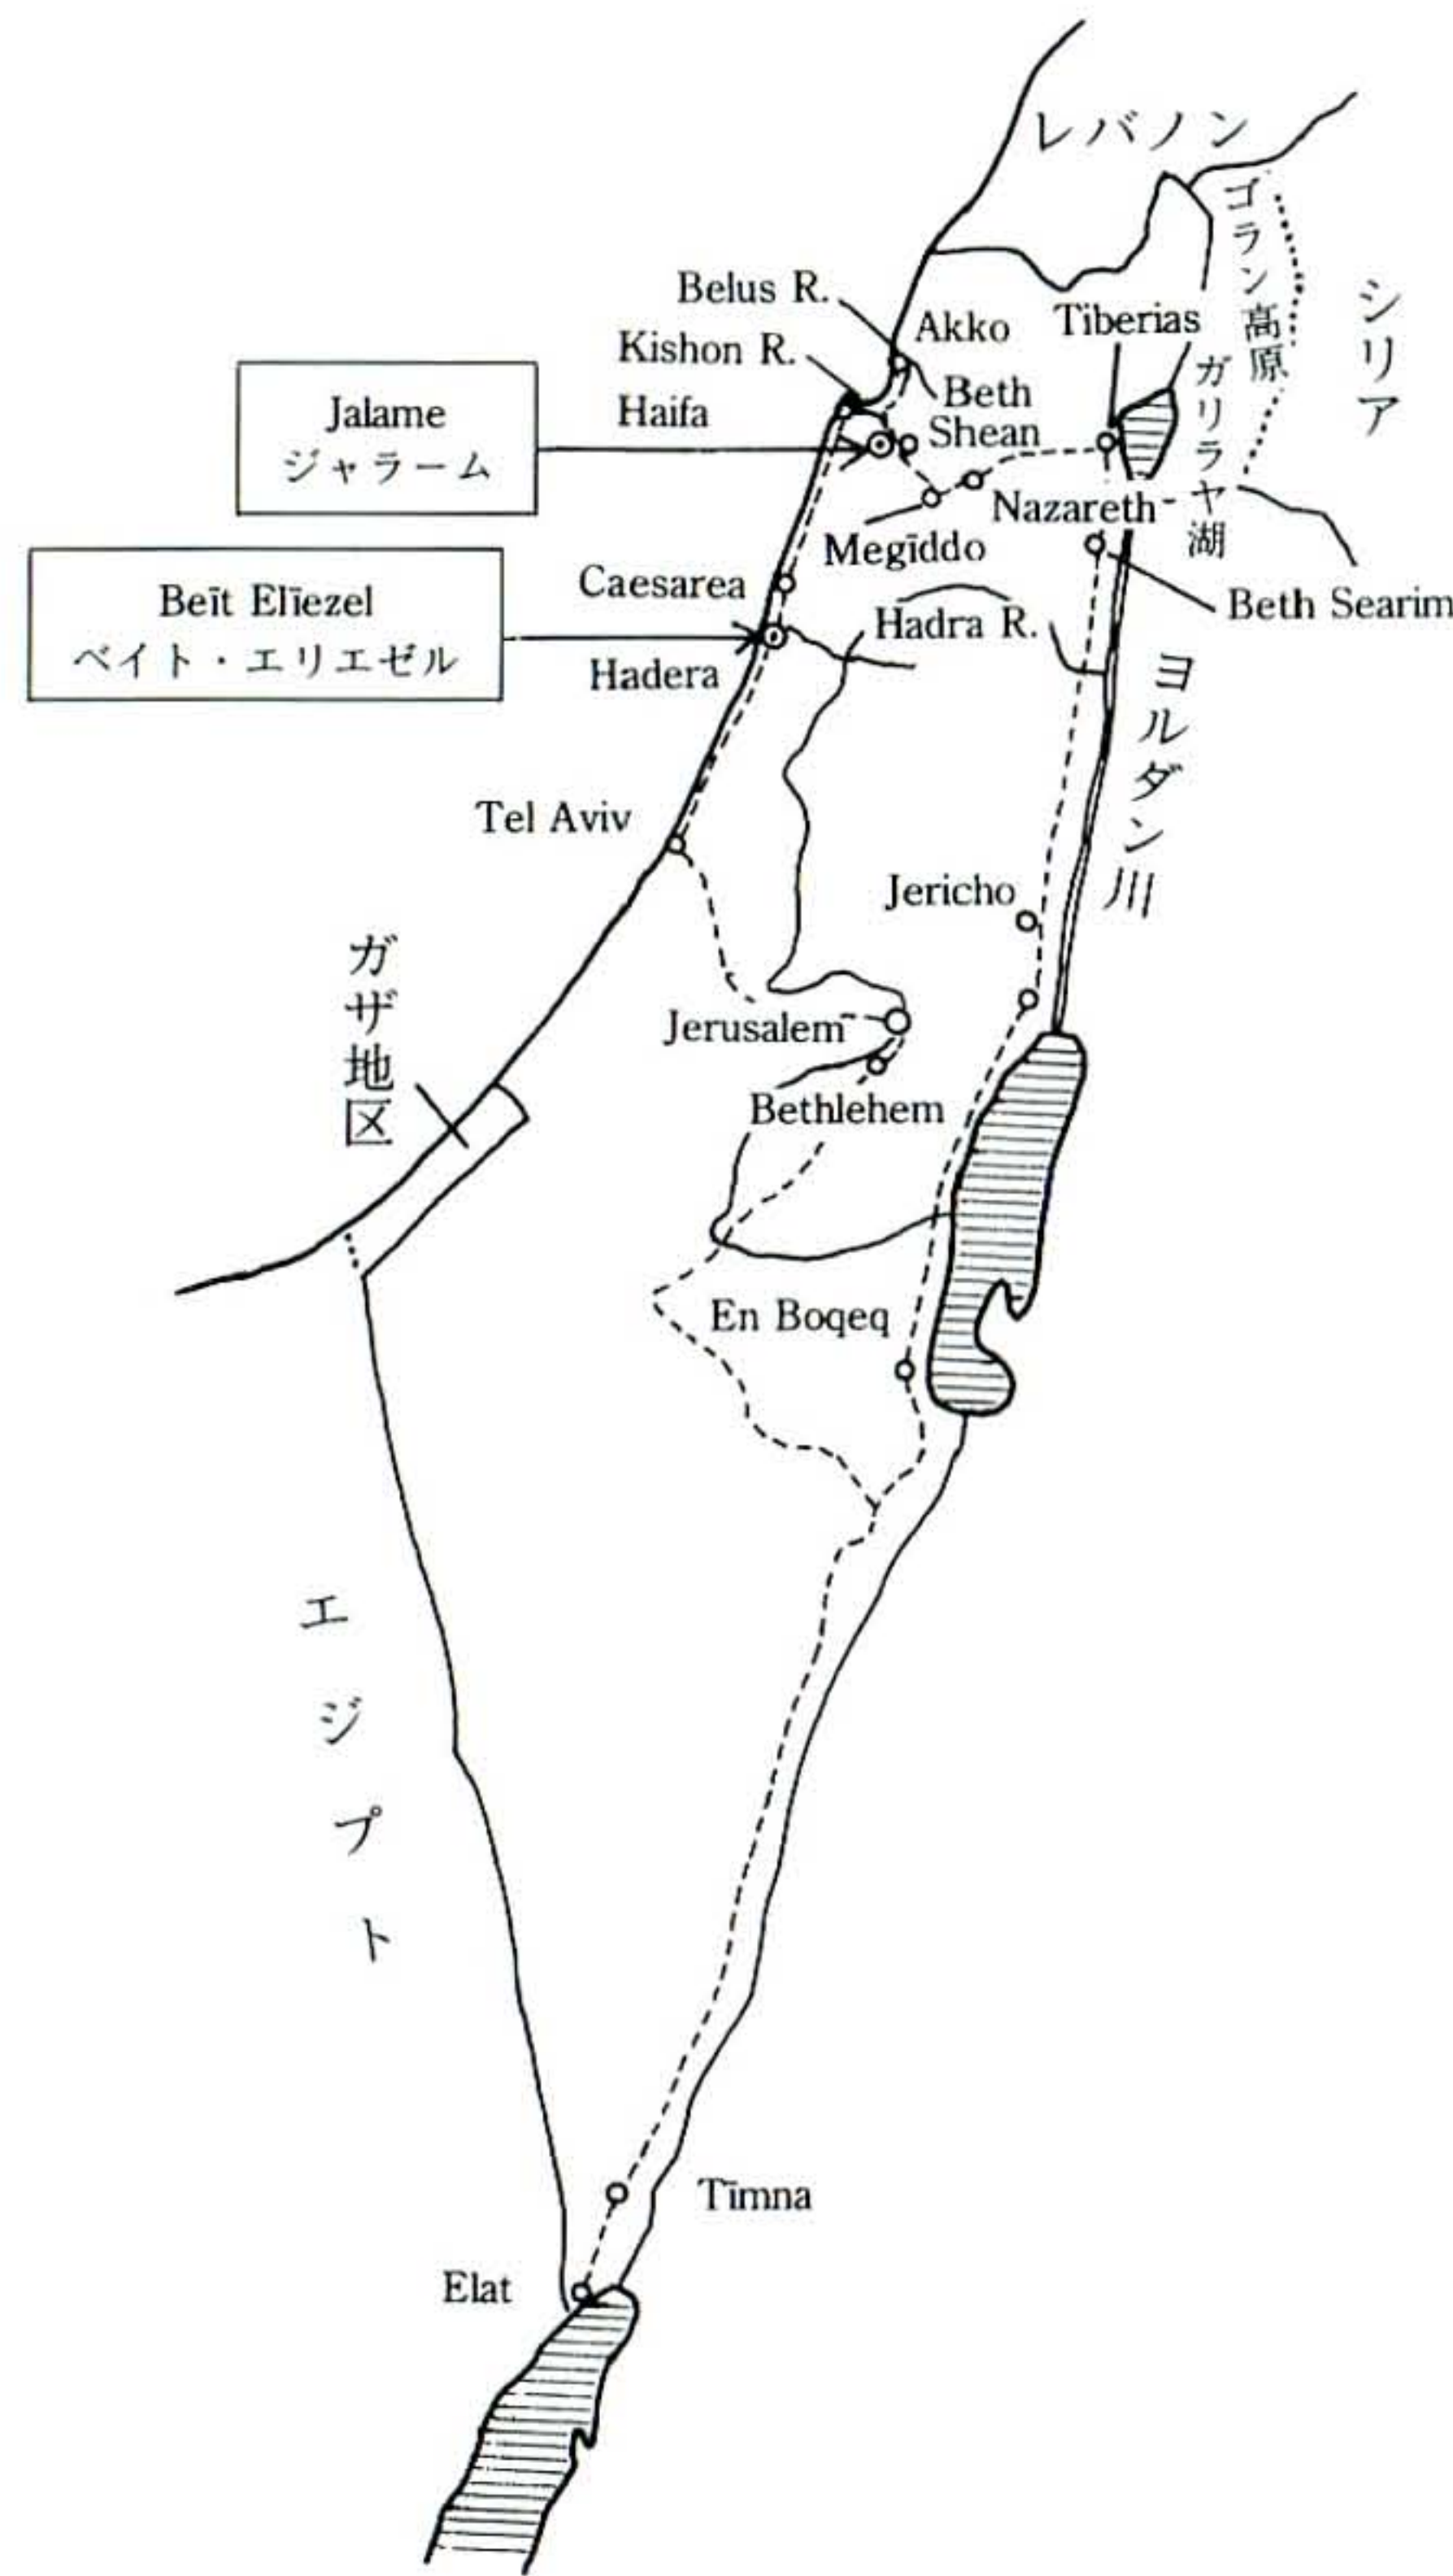 レバノン
ゴラン高原
シリア
Belus R.
Akko
Tiberias
Kishon R.
ガリラヤ湖
Jalame
ジャラーム
Haifa
Beth
Shean
Nazareth
Megīddo
Beīt Elīezel
ベイト・エリエゼル
Caesarea
Beth Searim
Hadra R.
Hadera
ヨルダン川
Tel Aviv
Jericho
ガザ地区
Jerusalem
Bethlehem
En Boqeq
エジプト
Tīmna
Elat